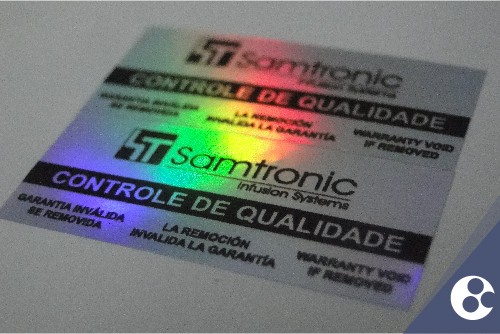 ST Samtronic
Infusion Systems
CONTROLE DE QUALIDADE
GARANTIA INVÁLIDA
SE REMOVIDA
LA REMOCIÓN
INVALIDA LA GARANTÍA
WARRANTY VOID
IF REMOVED
ST Samtronic
Infusion Systems
CONTROLE DE QUALIDADE
GARANTIA INVÁLIDA
SE REMOVIDA
LA REMOCIÓN
INVALIDA LA GARANTÍA
WARRANTY VOID
IF REMOVED